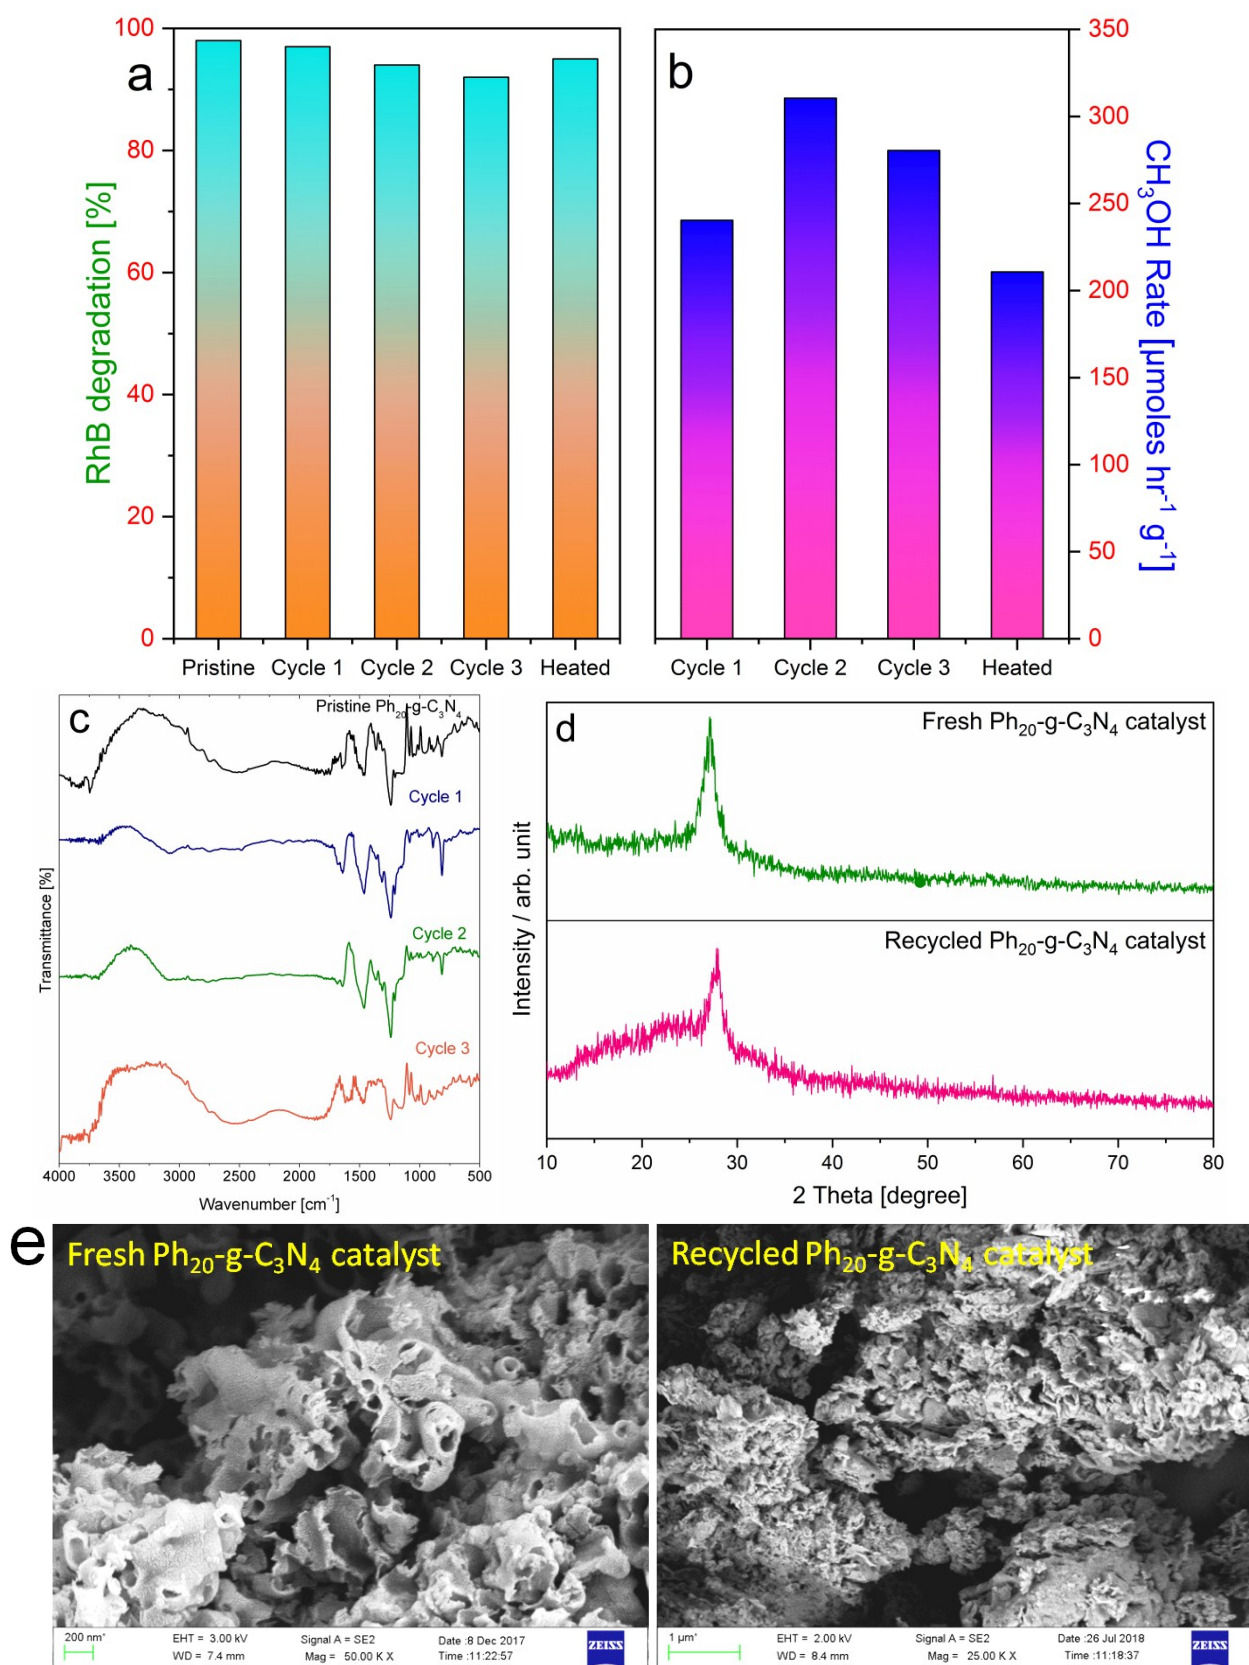 a
RhB degradation [%]
100
80
60
40
20
0
Pristine Cycle 1 Cycle 2 Cycle 3 Heated
b
350
300
250
200
150
100
50
0
CH₃OH Rate [µmoles hr⁻¹ g⁻¹]
Cycle 1 Cycle 2 Cycle 3 Heated
c
Pristine Ph₂₀-g-C₃N₄
Cycle 1
Cycle 2
Cycle 3
Transmittance [%]
4000 3500 3000 2500 2000 1500 1000 500
Wavenumber [cm⁻¹]
d
Fresh Ph₂₀-g-C₃N₄ catalyst
Recycled Ph₂₀-g-C₃N₄ catalyst
Intensity / arb. unit
10 20 30 40 50 60 70 80
2 Theta [degree]
e
Fresh Ph₂₀-g-C₃N₄ catalyst
200 nm*
EHT = 3.00 kV Signal A = SE2 Date :8 Dec 2017
WD = 7.4 mm Mag = 50.00 K X Time :11:22:57
ZEISS
Recycled Ph₂₀-g-C₃N₄ catalyst
1 µm*
EHT = 2.00 kV Signal A = SE2 Date :26 Jul 2018
WD = 8.4 mm Mag = 25.00 K X Time :11:18:37
ZEISS